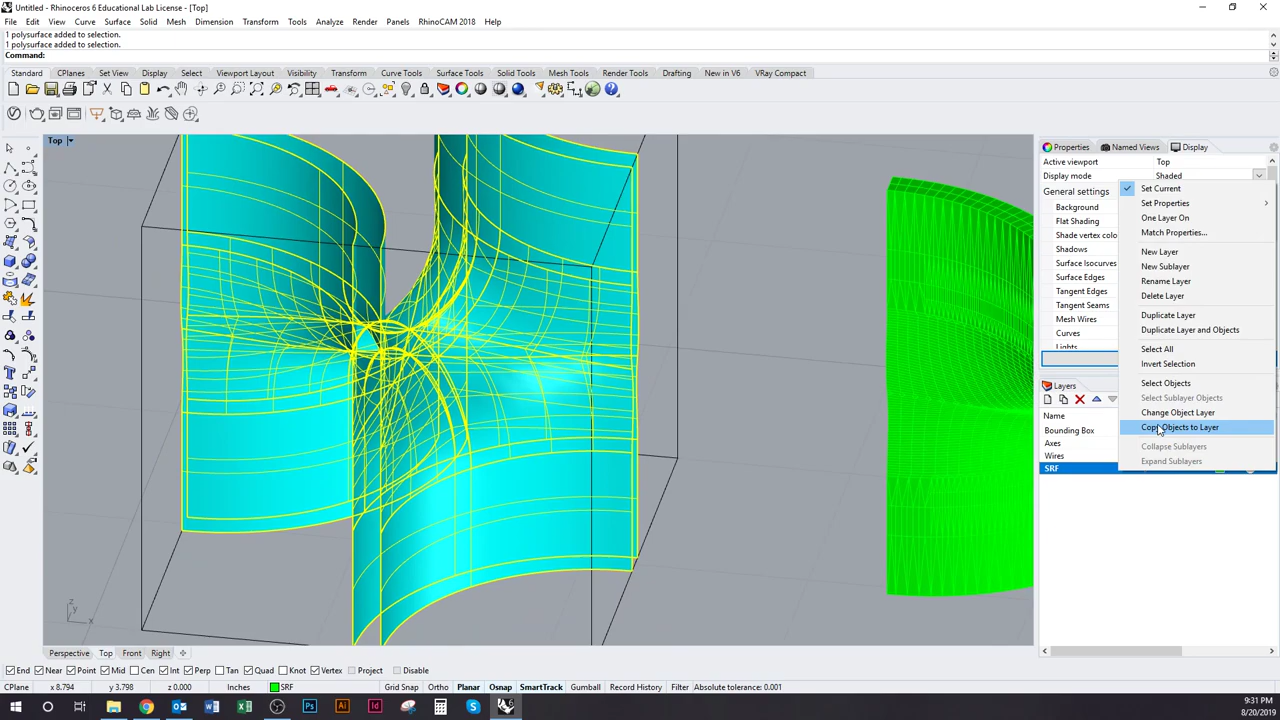 Untitled - Rhinoceros 6 Educational Lab License - [Top]
File Edit View Curve Surface Solid Mesh Dimension Transform Tools Analyze Render Panels RhinoCAM 2018 Help
1 polysurface added to selection.
1 polysurface added to selection.
Command:
Standard CPlanes Set View Display Select Viewport Layout Visibility Transform Curve Tools Surface Tools Solid Tools Mesh Tools Render Tools Drafting New in V6 VRay Compact
Top
Properties Named Views Display
Active viewport Top
Display mode Shaded
General settings
Background
Flat Shading
Shade vertex colo
Shadows
Surface Isocurves
Surface Edges
Tangent Edges
Tangent Seams
Mesh Wires
Curves
Lights
Set Current
Set Properties
One Layer On
Match Properties...
New Layer
New Sublayer
Rename Layer
Delete Layer
Duplicate Layer
Duplicate Layer and Objects
Select All
Invert Selection
Select Objects
Select Sublayer Objects
Change Object Layer
Copy Objects to Layer
Collapse Sublayers
Expand Sublayers
Layers
Name
Bounding Box
Axes
Wires
SRF
z
y
x
Perspective Top Front Right
End Near Point Mid Cen Int Perp Tan Quad Knot Vertex Project Disable
CPlane x 8.794 y 3.798 z 0.000 Inches SRF Grid Snap Ortho Planar Osnap SmartTrack Gumball Record History Filter Absolute tolerance: 0.001
9:31 PM
8/20/2019